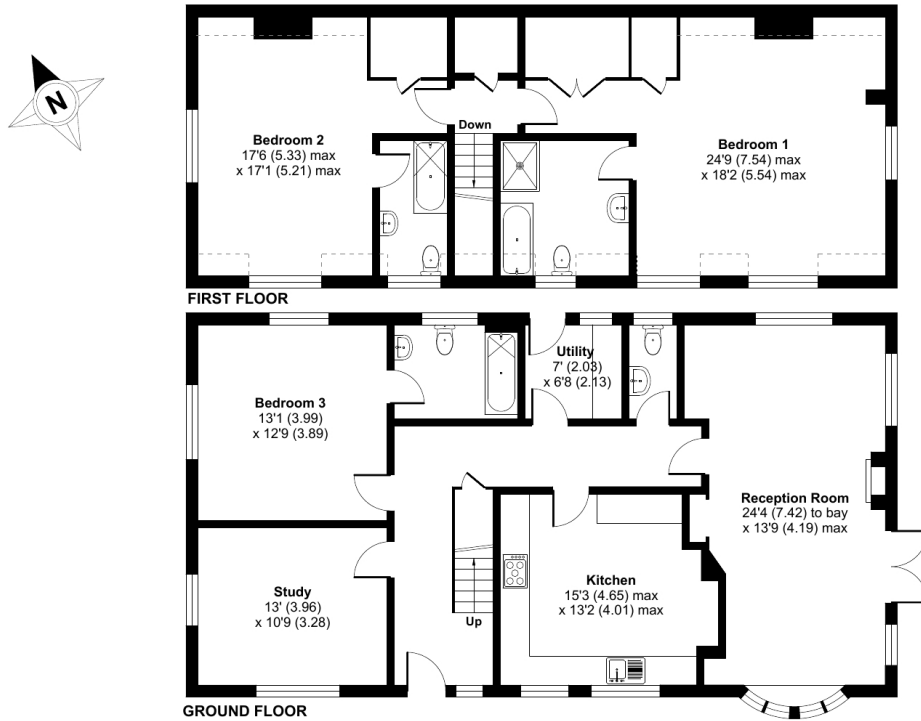 N
Bedroom 2
17'6 (5.33) max
x 17'1 (5.21) max
Down
Bedroom 1
24'9 (7.54) max
x 18'2 (5.54) max
FIRST FLOOR
Utility
7' (2.03)
x 6'8 (2.13)
Bedroom 3
13'1 (3.99)
x 12'9 (3.89)
Reception Room
24'4 (7.42) to bay
x 13'9 (4.19) max
Kitchen
15'3 (4.65) max
x 13'2 (4.01) max
Study
13' (3.96)
x 10'9 (3.28)
Up
GROUND FLOOR